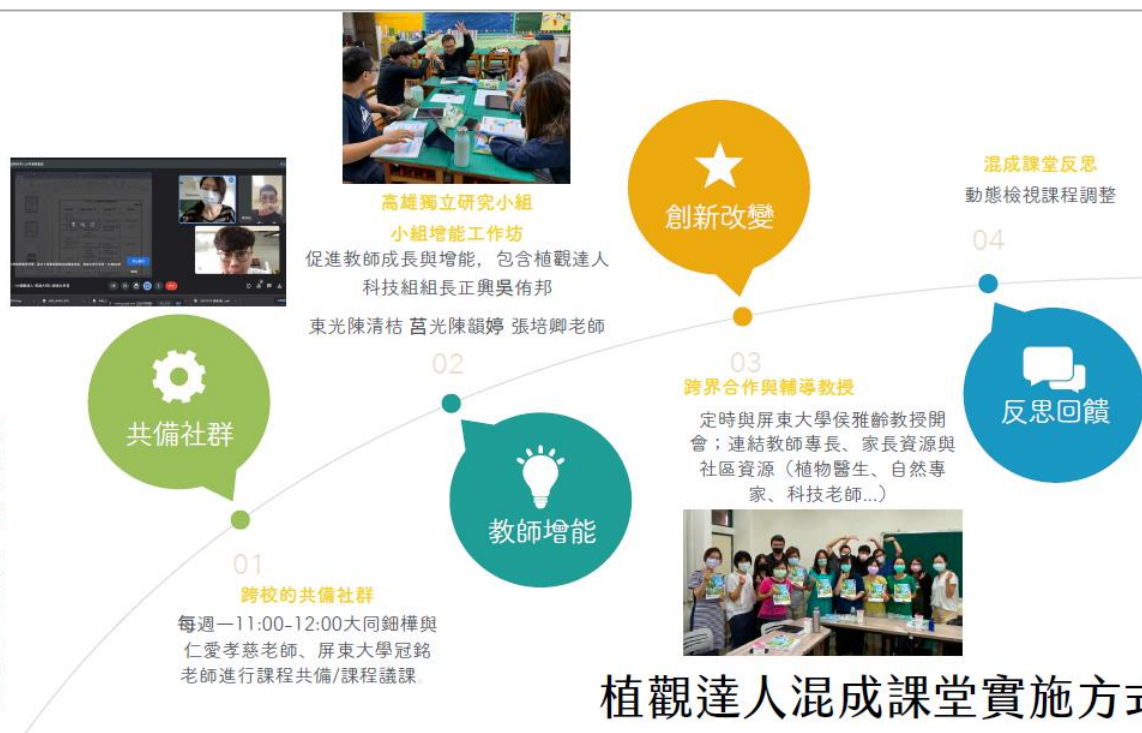 共備社群
01
跨校的共備社群
每週一11:00-12:00大同鈿樺與
仁愛孝慈老師、屏東大學冠銘
老師進行課程共備/課程議課。
高雄獨立研究小組
小組增能工作坊
促進教師成長與增能，包含植觀達人
科技組組長正興吳侑邦
東光陳清桔 莒光陳韻婷 張培卿老師
02
教師增能
創新改變
03
跨界合作與輔導教授
定時與屏東大學侯雅齡教授開
會；連結教師專長、家長資源與
社區資源（植物醫生、自然專
家、科技老師...）
混成課堂反思
動態檢視課程調整
04
反思回饋
植觀達人混成課堂實施方式